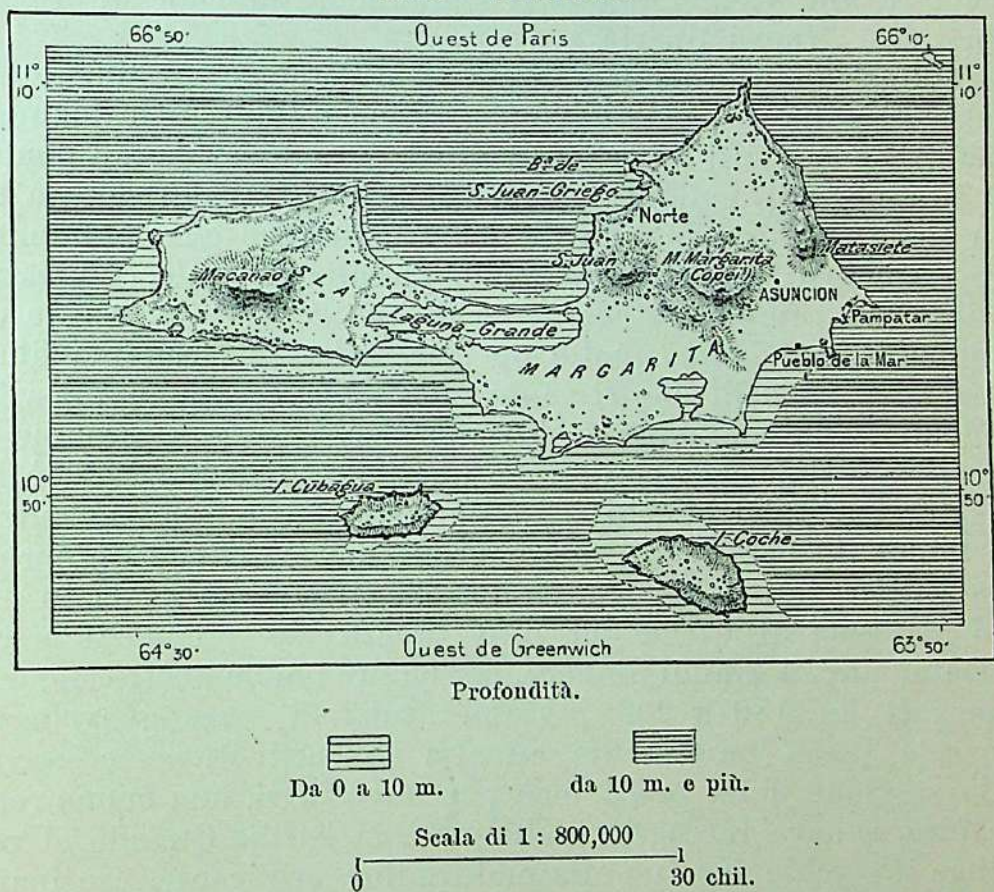 66°50' Ouest de Paris 66°10'
11° 11°
10' 10'
Bª. de
S. Juan-Griego
Norte
S. Juan
M. Margarita
(Copei)
Matasiete
Macanao
ISLA
Laguna-Grande
ASUNCION
Pampatar
MARGARITA
Pueblo de la Mar
10° 10°
50' 50'
I. Cubagua
I. Coche
64°30' Ouest de Greenwich 63°50'
Profondità.
Da 0 a 10 m. da 10 m. e più.
Scala di 1: 800,000
0 30 chil.